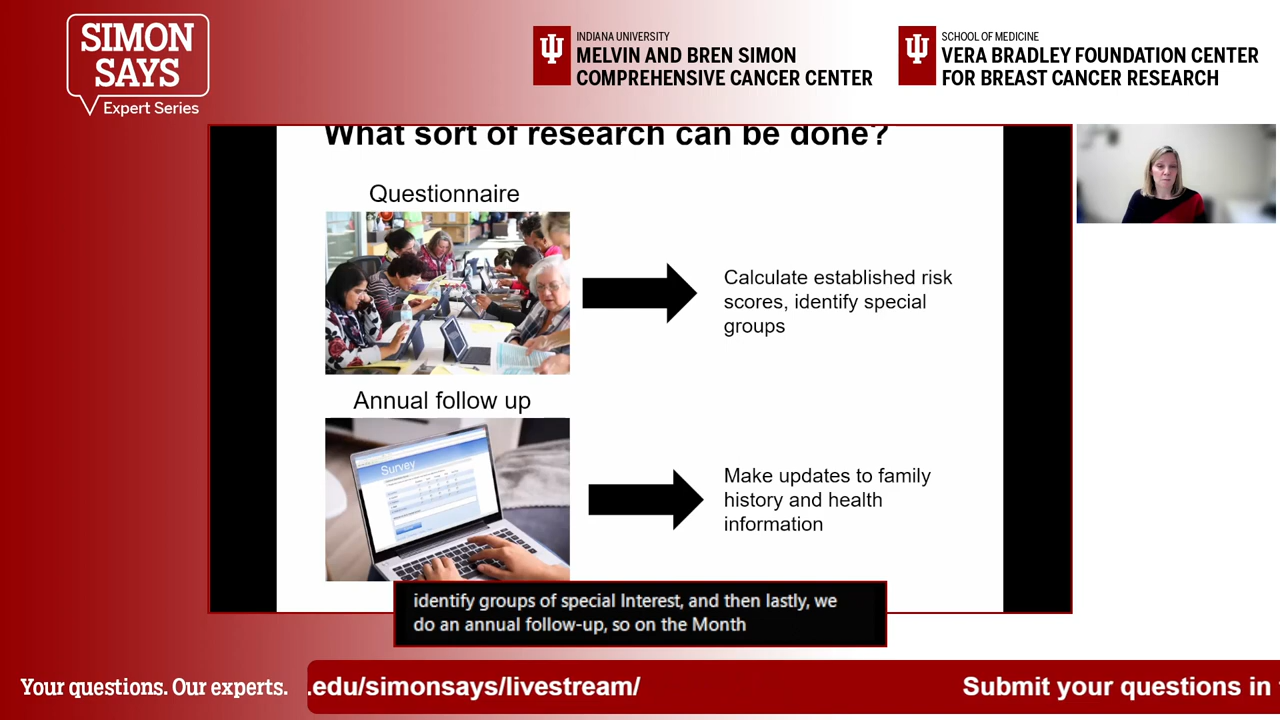 SIMON
SAYS
Expert Series
INDIANA UNIVERSITY
MELVIN AND BREN SIMON
COMPREHENSIVE CANCER CENTER
SCHOOL OF MEDICINE
VERA BRADLEY FOUNDATION CENTER
FOR BREAST CANCER RESEARCH
What sort of research can be done?
Questionnaire
Calculate established risk
scores, identify special
groups
Annual follow up
Survey
Make updates to family
history and health
information
identify groups of special Interest, and then lastly, we
do an annual follow-up, so on the Month
Your questions. Our experts.
.edu/simonsays/livestream/
Submit your questions in